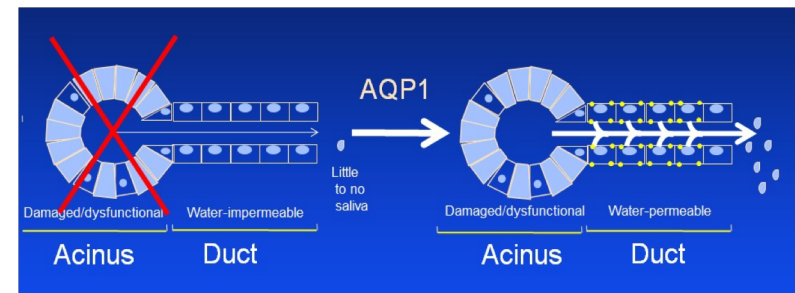 AQP1
Little
to no
saliva
Damaged/dysfunctional Water-impermeable
Acinus Duct
Damaged/dysfunctional Water-permeable
Acinus Duct